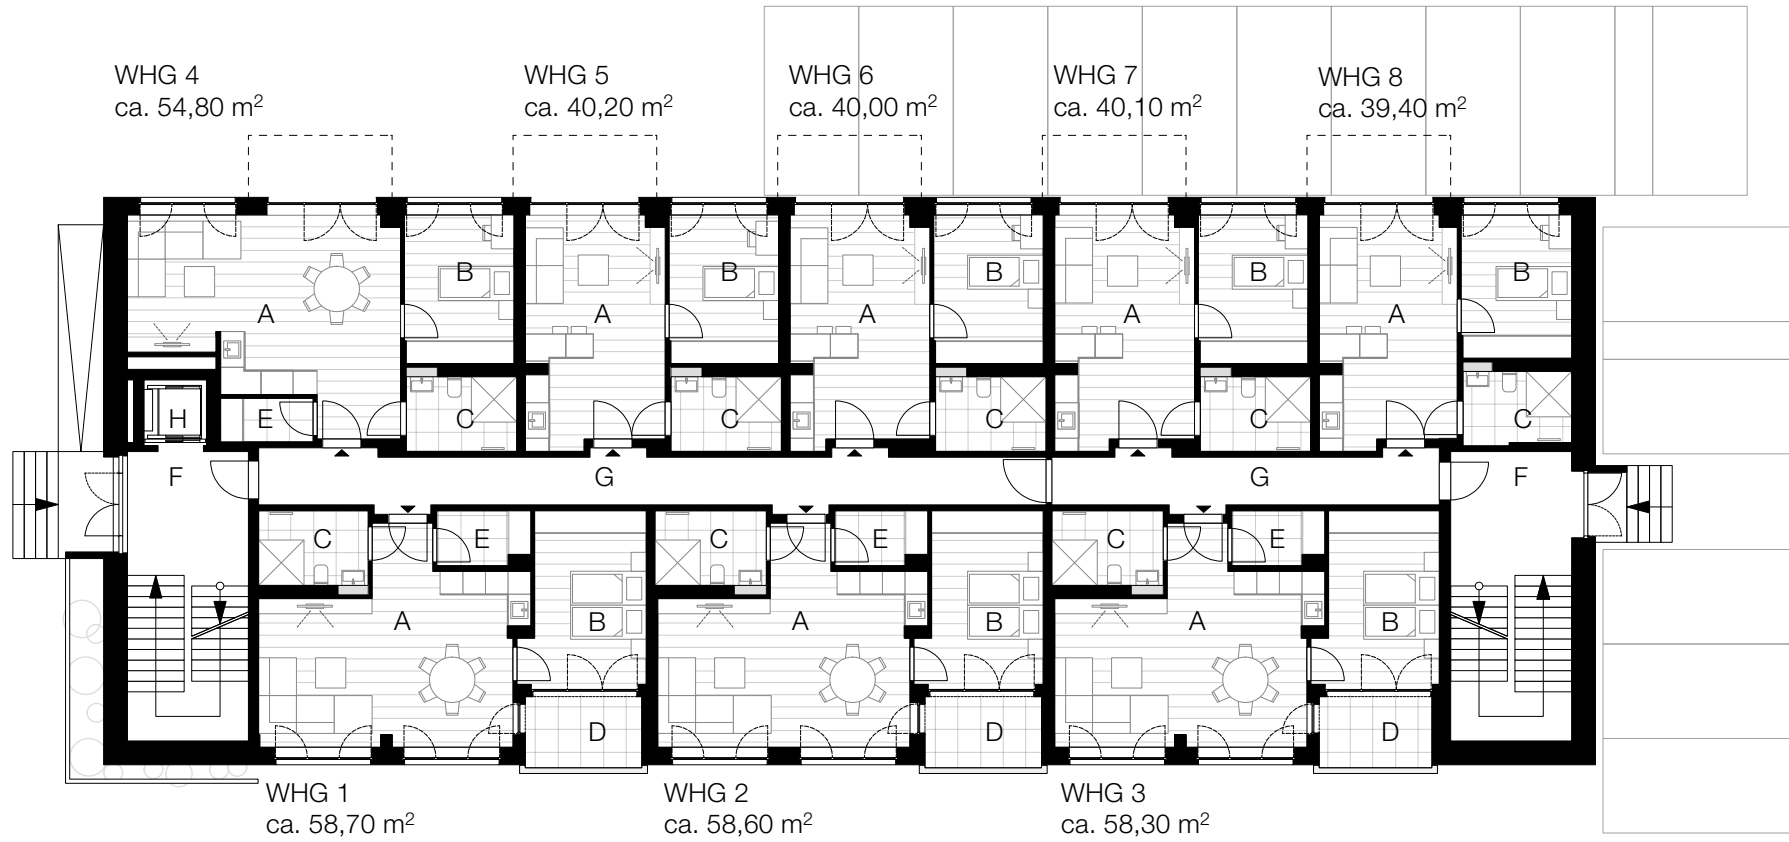 WHG 4
ca. 54,80 m²
WHG 5
ca. 40,20 m²
WHG 6
ca. 40,00 m²
WHG 7
ca. 40,10 m²
WHG 8
ca. 39,40 m²
B B B B B
A A A A A
H E C C C C C
F G G F
C E C E C E
A B A B A B
D D D
WHG 1
ca. 58,70 m²
WHG 2
ca. 58,60 m²
WHG 3
ca. 58,30 m²